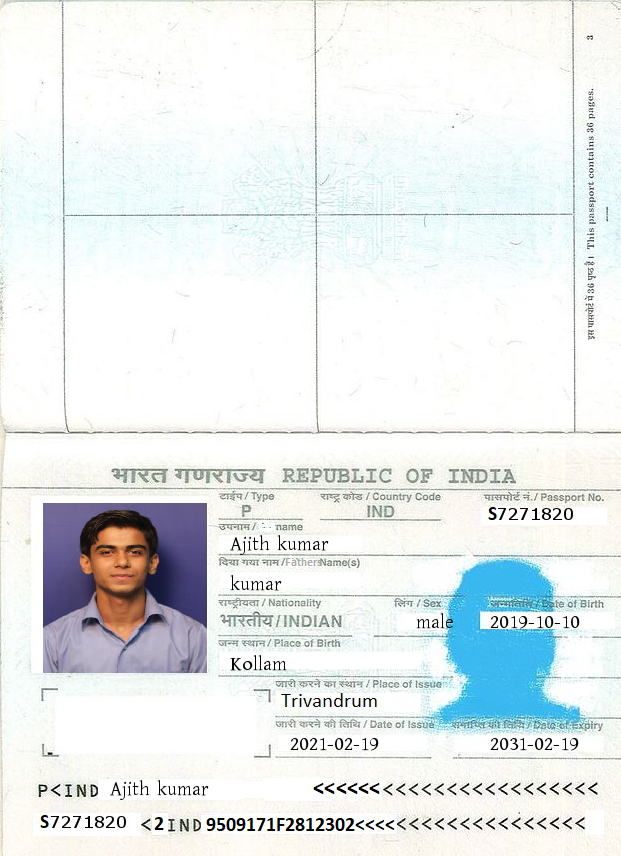 3
इस पासपोर्ट में 36 पृष्ठ हैं। This passport contains 36 pages.
भारत गणराज्य REPUBLIC OF INDIA
टाईप / Type राष्ट्र कोड / Country Code पासपोर्ट नं. / Passport No.
P IND S7271820
उपनाम / name
Ajith kumar
दिया गया नाम / FathersName(s)
kumar
राष्ट्रीयता / Nationality लिंग / Sex जन्मतिथि / Date of Birth
भारतीय / INDIAN male 2019-10-10
जन्म स्थान / Place of Birth
Kollam
जारी करने का स्थान / Place of Issue
Trivandrum
जारी करने की तिथि / Date of Issue समाप्ति की तिथि / Date of Expiry
2021-02-19 2031-02-19
P<IND Ajith kumar <<<<<<<<<<<<<<<<<<<<<<<
S7271820 <2IND9509171F2812302<<<<<<<<<<<<<<<<<<